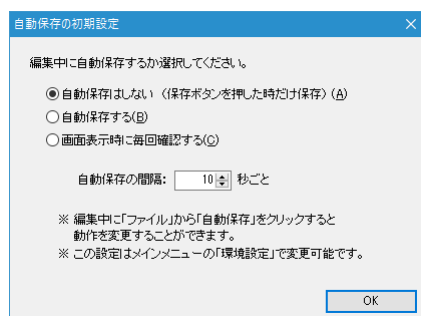 自動保存の初期設定
編集中に自動保存するか選択してください。
自動保存はしない（保存ボタンを押した時だけ保存）(A)
自動保存する(B)
画面表示時に毎回確認する(C)
自動保存の間隔: 10 秒ごと
※ 編集中に「ファイル」から「自動保存」をクリックすると
動作を変更することができます。
※ この設定はメインメニューの「環境設定」で変更可能です。
OK